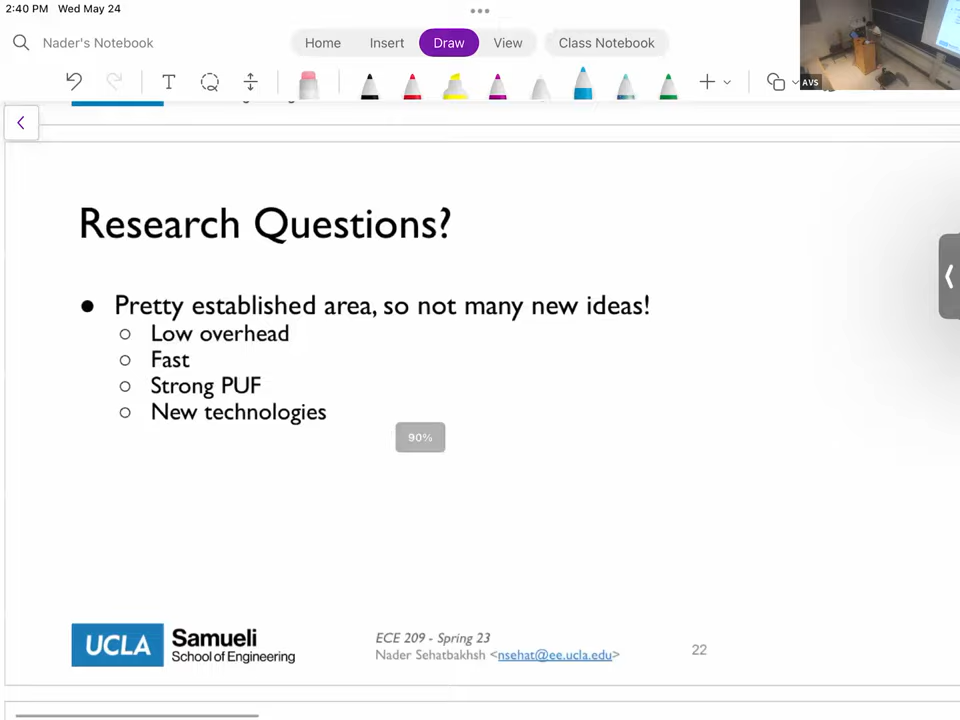 2:40 PM Wed May 24
Nader's Notebook
Home Insert Draw View Class Notebook
T
AVS
Research Questions?
● Pretty established area, so not many new ideas!
○ Low overhead
○ Fast
○ Strong PUF
○ New technologies
90%
UCLA Samueli
School of Engineering
ECE 209 - Spring 23
Nader Sehatbakhsh <nsehat@ee.ucla.edu>
22